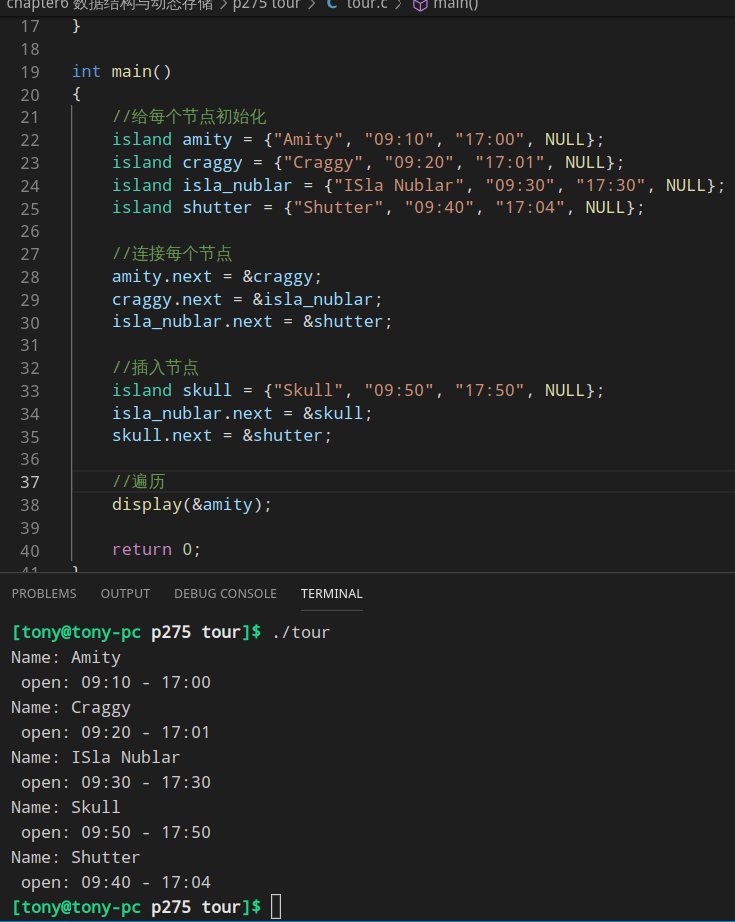 chapter6 数据结构与动态存储 > p275 tour > C tour.c > main()
17 }
18
19 int main()
20 {
21 //给每个节点初始化
22 island amity = {"Amity", "09:10", "17:00", NULL};
23 island craggy = {"Craggy", "09:20", "17:01", NULL};
24 island isla_nublar = {"ISla Nublar", "09:30", "17:30", NULL};
25 island shutter = {"Shutter", "09:40", "17:04", NULL};
26
27 //连接每个节点
28 amity.next = &craggy;
29 craggy.next = &isla_nublar;
30 isla_nublar.next = &shutter;
31
32 //插入节点
33 island skull = {"Skull", "09:50", "17:50", NULL};
34 isla_nublar.next = &skull;
35 skull.next = &shutter;
36
37 //遍历
38 display(&amity);
39
40 return 0;
41 }
PROBLEMS OUTPUT DEBUG CONSOLE TERMINAL
[tony@tony-pc p275 tour]$ ./tour
Name: Amity
 open: 09:10 - 17:00
Name: Craggy
 open: 09:20 - 17:01
Name: ISla Nublar
 open: 09:30 - 17:30
Name: Skull
 open: 09:50 - 17:50
Name: Shutter
 open: 09:40 - 17:04
[tony@tony-pc p275 tour]$